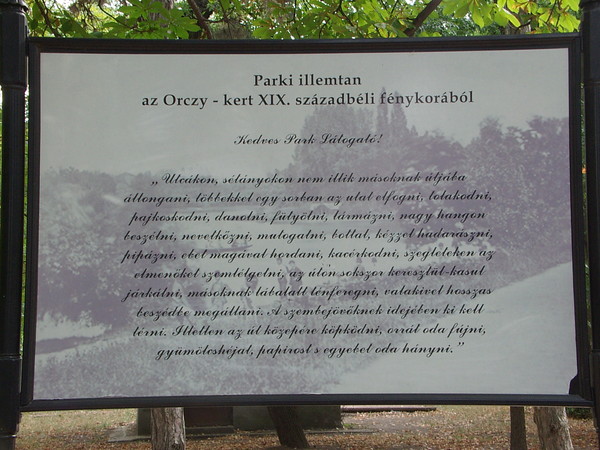 Parki illemtan
az Orczy - kert XIX. századbéli fénykorából
Kedves Park Látogató!
„ Utcákon, sétányokon nem illik másoknak útjába
állongani, többekkel egy sorban az utat elfogni, tolakodni,
pajkoskodni, danolni, fütyölni, lármázni, nagy hangon
beszélni, nevetközni, mutogatni, bottal, kézzel hadarászni,
pipázni, ebet magával hordani, kacérkodni, szegleteken az
elmenőket szemlélgetni, az úton sokszor keresztül-kasul
járkálni, másoknak lábalatt lénferegni, valakivel hosszas
beszédbe megállani. A szembejövőknek idejében ki kell
térni. Illetlen az út közepére köpködni, orrát oda fújni,
gyümölcshéjat, papírost s egyebet oda hányni.”